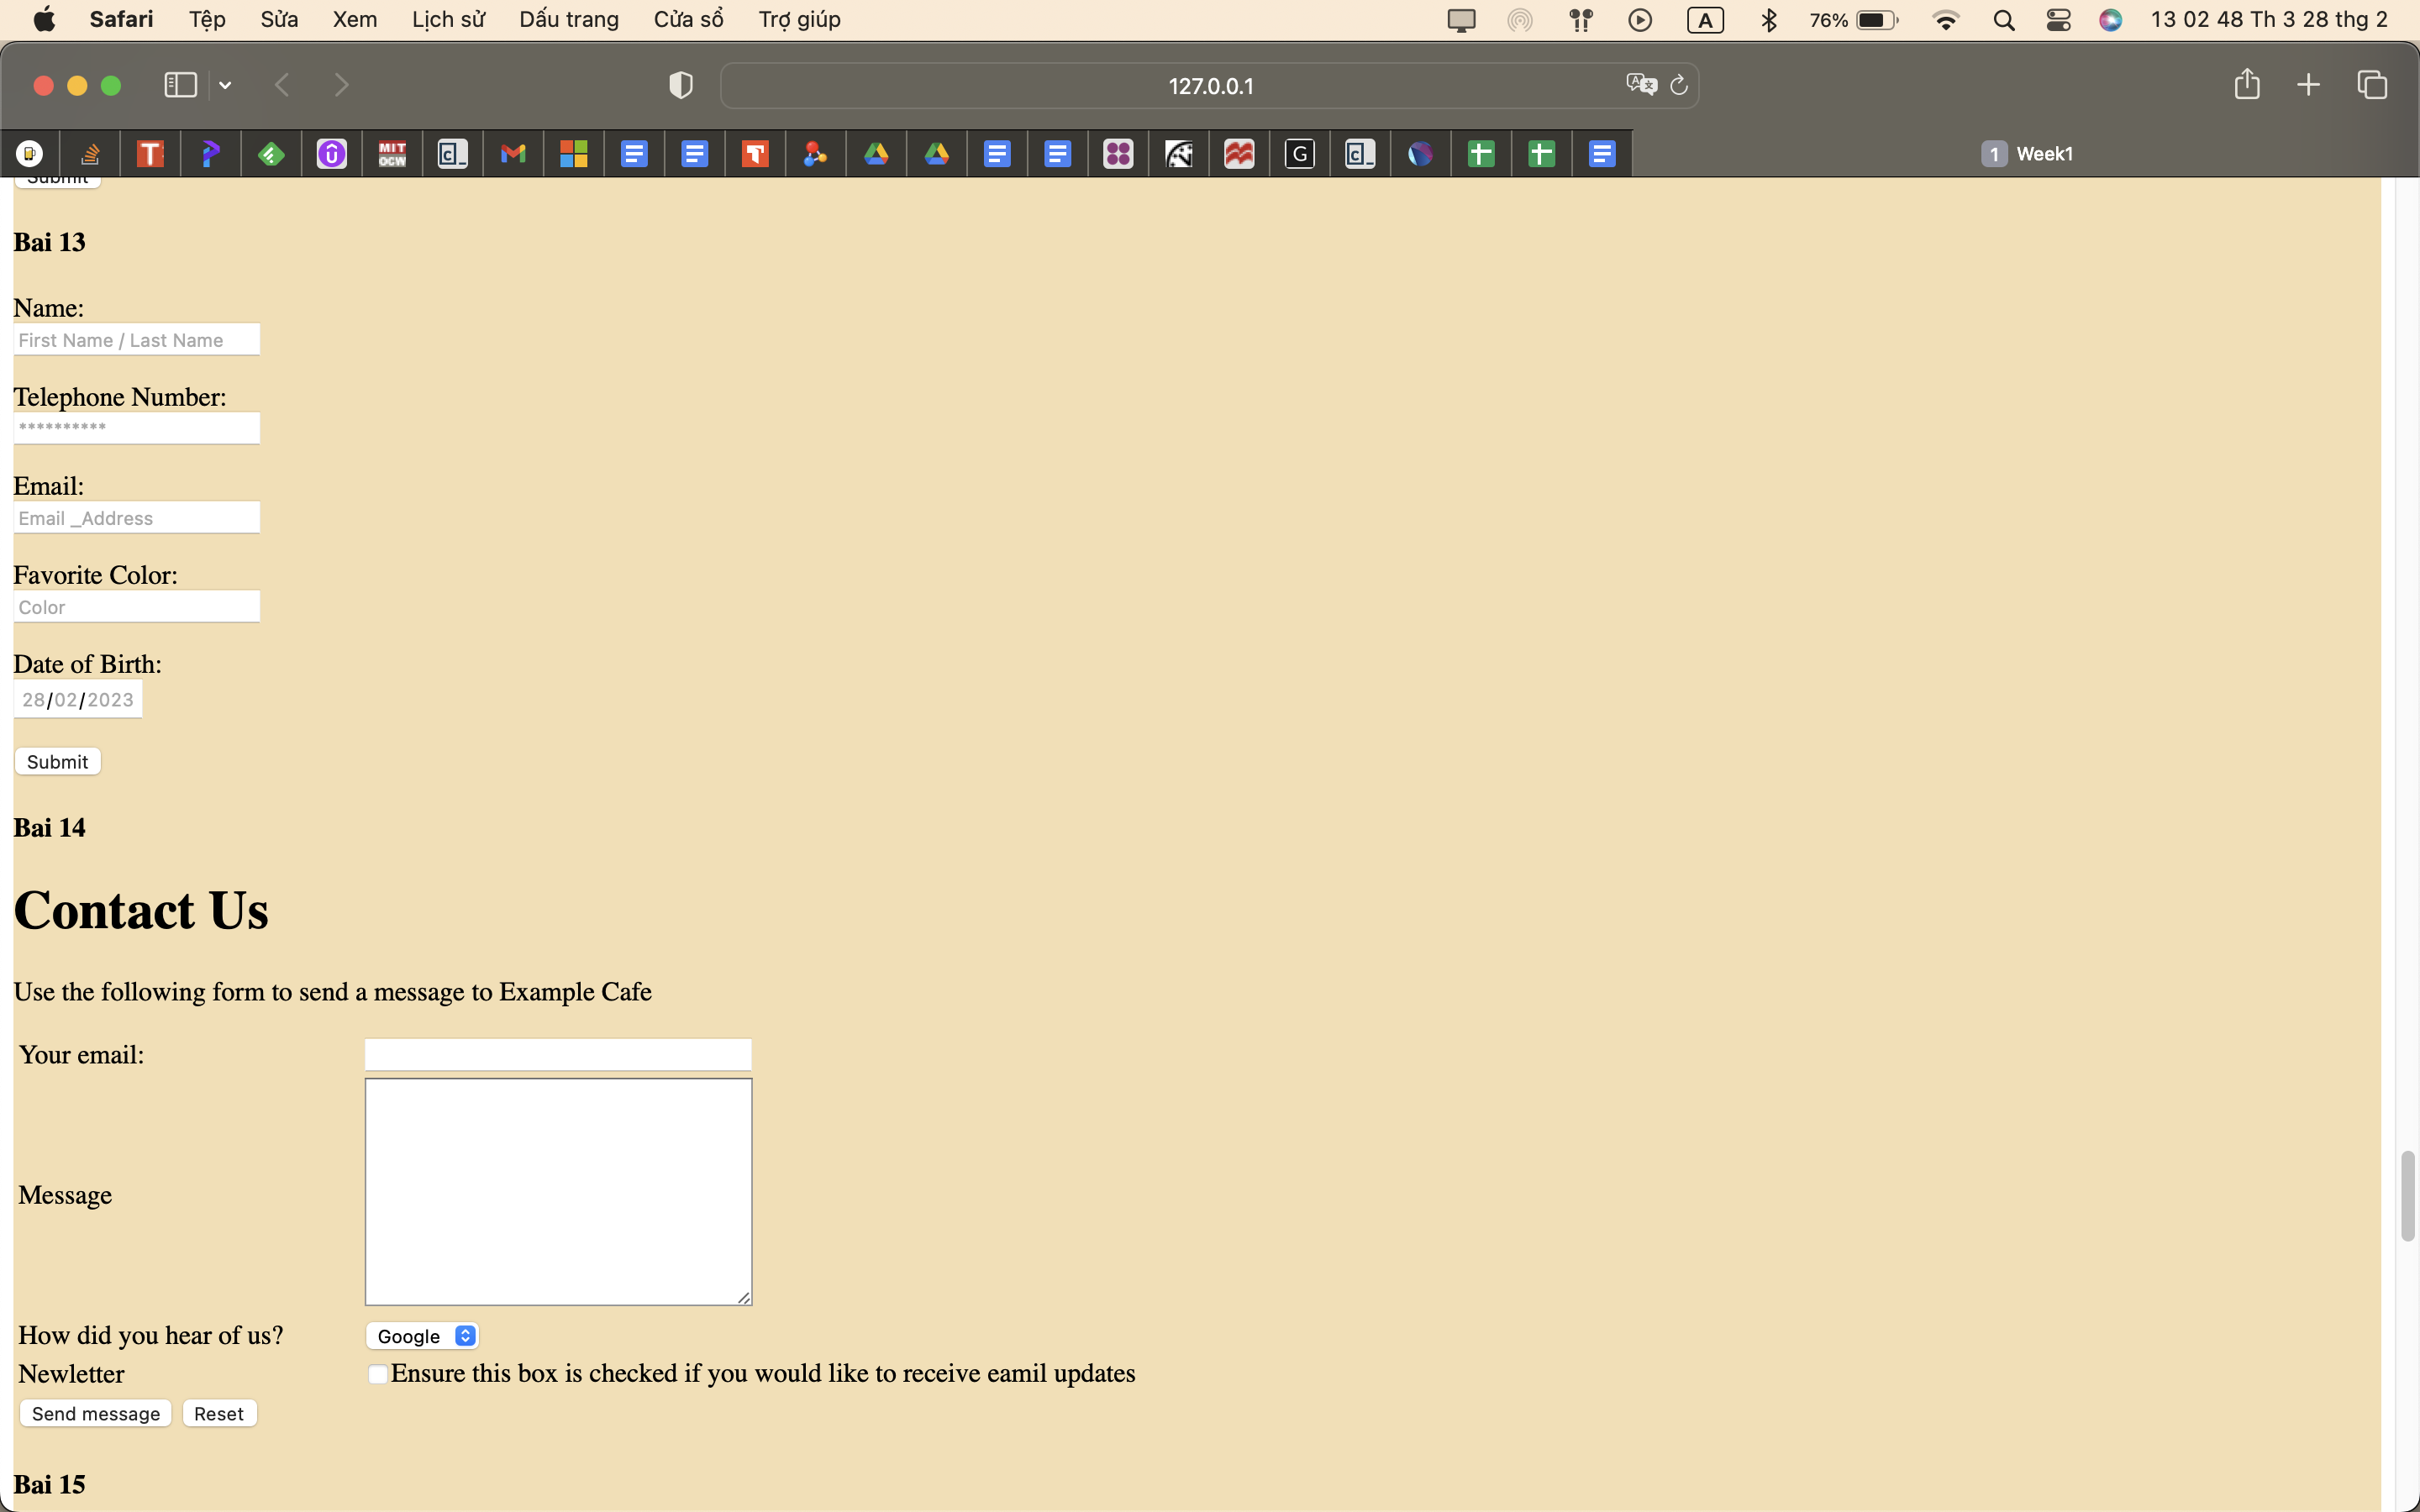 Safari Tệp Sửa Xem Lịch sử Dấu trang Cửa sổ Trợ giúp A 76% 13 02 48 Th 3 28 thg 2
127.0.0.1
MIT OCW 1 Week1
Submit
Bai 13
Name:
First Name / Last Name
Telephone Number:
**********
Email:
Email _Address
Favorite Color:
Color
Date of Birth:
28/02/2023
Submit
Bai 14
Contact Us
Use the following form to send a message to Example Cafe
Your email:
Message
How did you hear of us? Google
Newletter Ensure this box is checked if you would like to receive eamil updates
Send message Reset
Bai 15